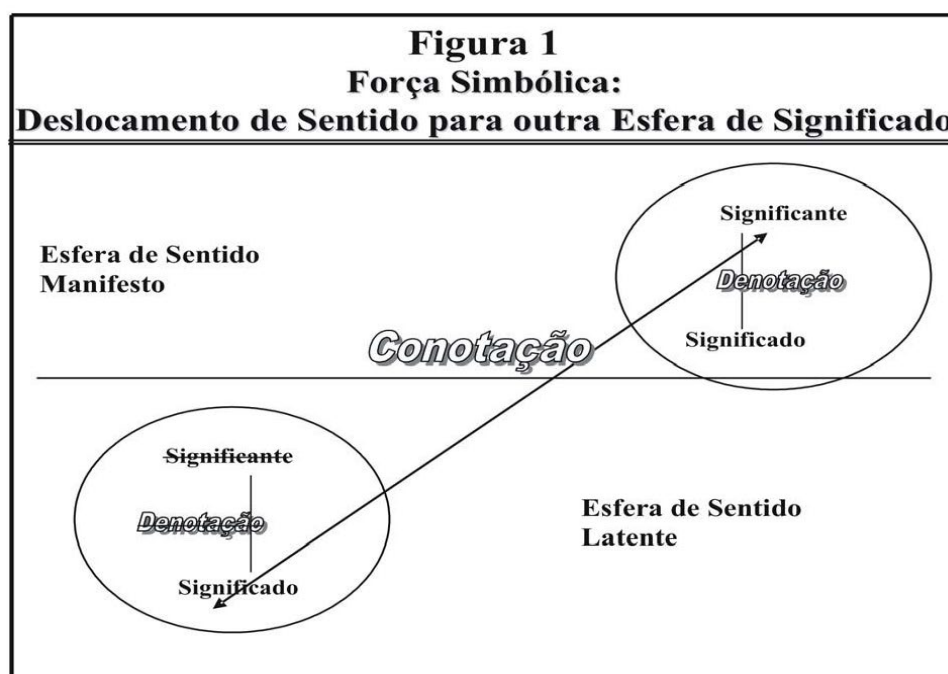 Figura 1
Força Simbólica:
Deslocamento de Sentido para outra Esfera de Significado
Significante
Esfera de Sentido
Manifesto
Denotação
Significado
Conotação
Significante
Denotação
Significado
Esfera de Sentido
Latente